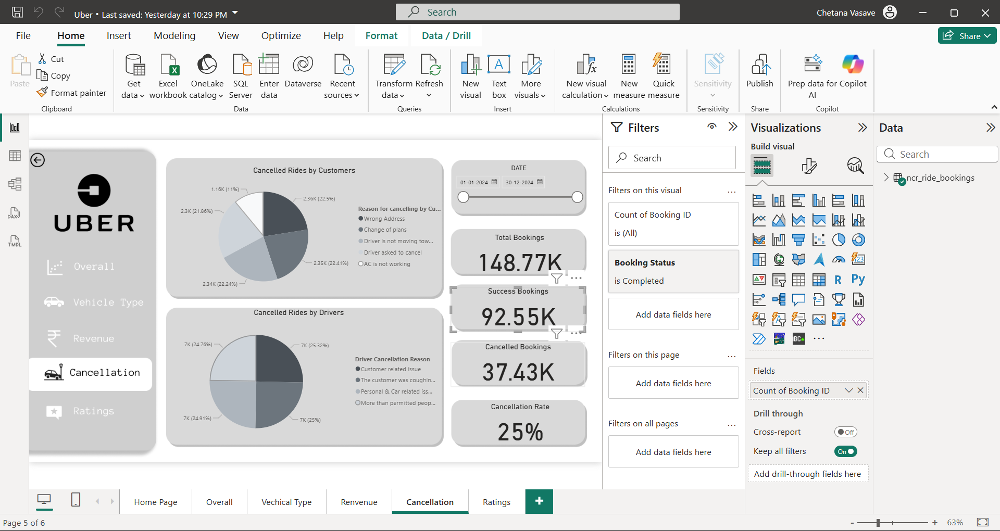 Uber • Last saved: Yesterday at 10:29 PM
Search
Chetana Vasave
File
Home
Insert
Modeling
View
Optimize
Help
Format
Data / Drill
Share
Paste
Cut
Copy
Format painter
Clipboard
Get data
Excel workbook
OneLake catalog
SQL Server
Enter data
Dataverse
Recent sources
Data
Transform data
Refresh
Queries
New visual
Text box
More visuals
Insert
New visual calculation
New measure
Quick measure
Calculations
Sensitivity
Sensitivity
Publish
Share
Prep data for AI
Copilot
Copilot
DAX
TMDL
UBER
Overall
Vehicle Type
Revenue
Cancellation
Ratings
Cancelled Rides by Customers
1.16K (11%)
2.36K (22.5%)
2.3K (21.86%)
2.35K (22.41%)
2.34K (22.24%)
Reason for cancelling by Cu...
Wrong Address
Change of plans
Driver is not moving tow...
Driver asked to cancel
AC is not working
Cancelled Rides by Drivers
7K (24.76%)
7K (25.32%)
7K (24.91%)
7K (25%)
Driver Cancellation Reason
Customer related issue
The customer was coughin...
Personal & Car related iss...
More than permitted peop...
DATE
01-01-2024
30-12-2024
Total Bookings
148.77K
Success Bookings
92.55K
Cancelled Bookings
37.43K
Cancellation Rate
25%
Filters
Search
Filters on this visual
Count of Booking ID
is (All)
Booking Status
is Completed
Add data fields here
Filters on this page
Add data fields here
Filters on all pages
Add data fields here
Visualizations
Build visual
123
R
Py
Fields
Count of Booking ID
Drill through
Cross-report
Off
Keep all filters
On
Add drill-through fields here
Data
Search
ncr_ride_bookings
Home Page
Overall
Vechical Type
Renvenue
Cancellation
Ratings
Page 5 of 6
63%